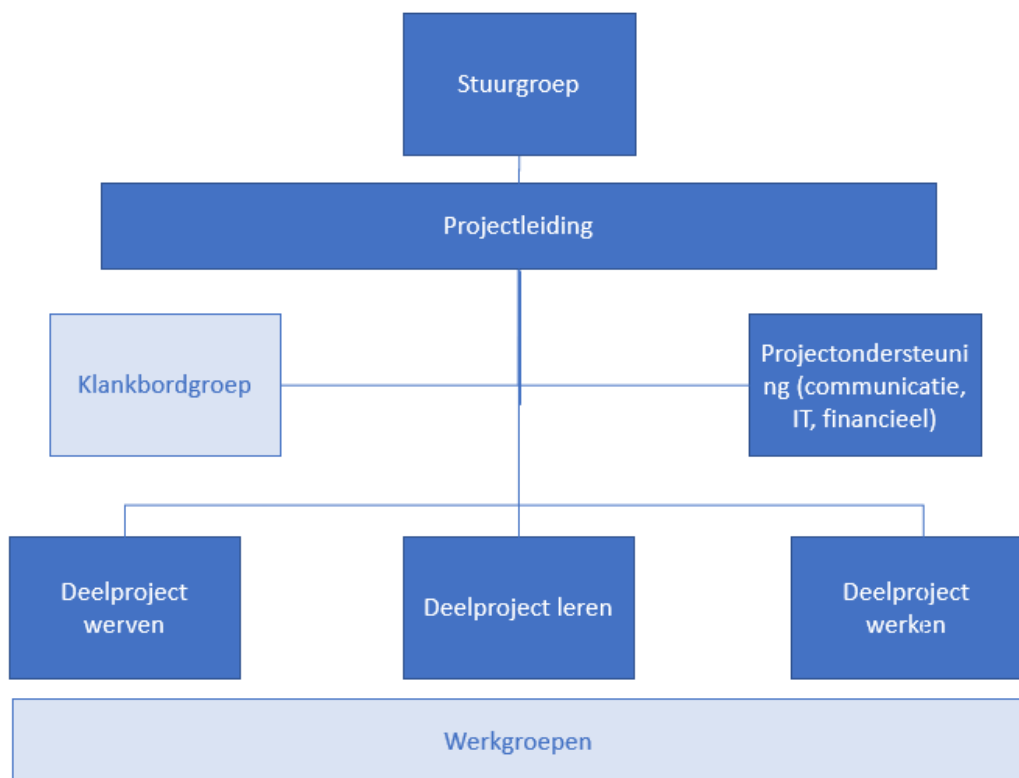 Stuurgroep
Projectleiding
Klankbordgroep
Projectondersteuni
ng (communicatie,
IT, financieel)
Deelproject
werven
Deelproject leren
Deelproject
werken
Werkgroepen